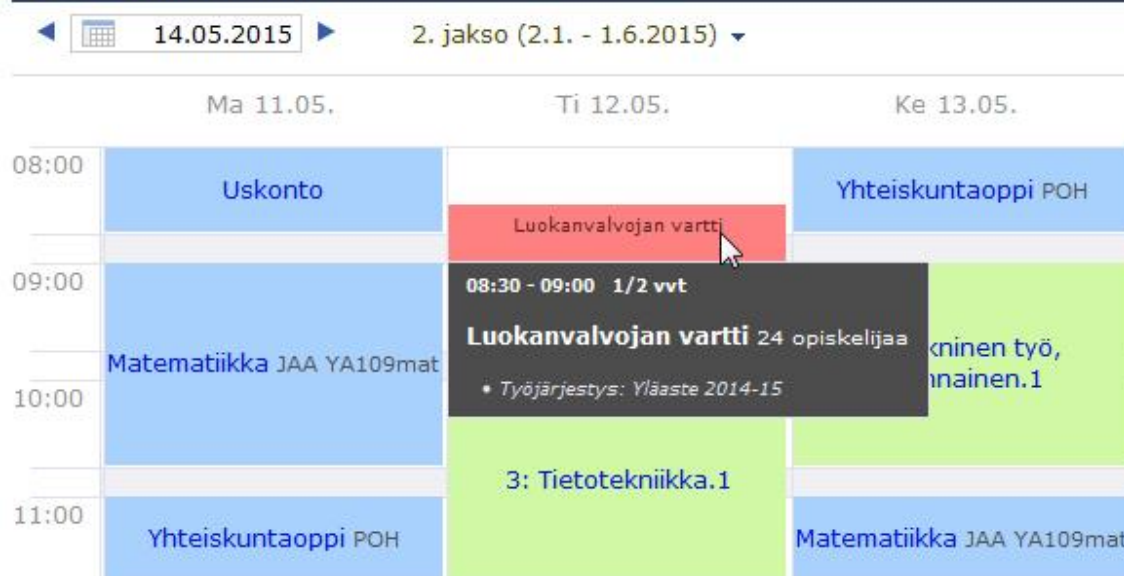 14.05.2015 2. jakso (2.1. - 1.6.2015)
Ma 11.05. Ti 12.05. Ke 13.05.
08:00
Uskonto
Yhteiskuntaoppi POH
Luokanvalvojan vartti
09:00
08:30 - 09:00 1/2 vvt
Luokanvalvojan vartti 24 opiskelijaa
• Työjärjestys: Yläaste 2014-15
työ,
Matematiikka JAA YA109mat
10:00
3: Tietotekniikka.1
11:00
Yhteiskuntaoppi POH
Matematiikka JAA YA109mat